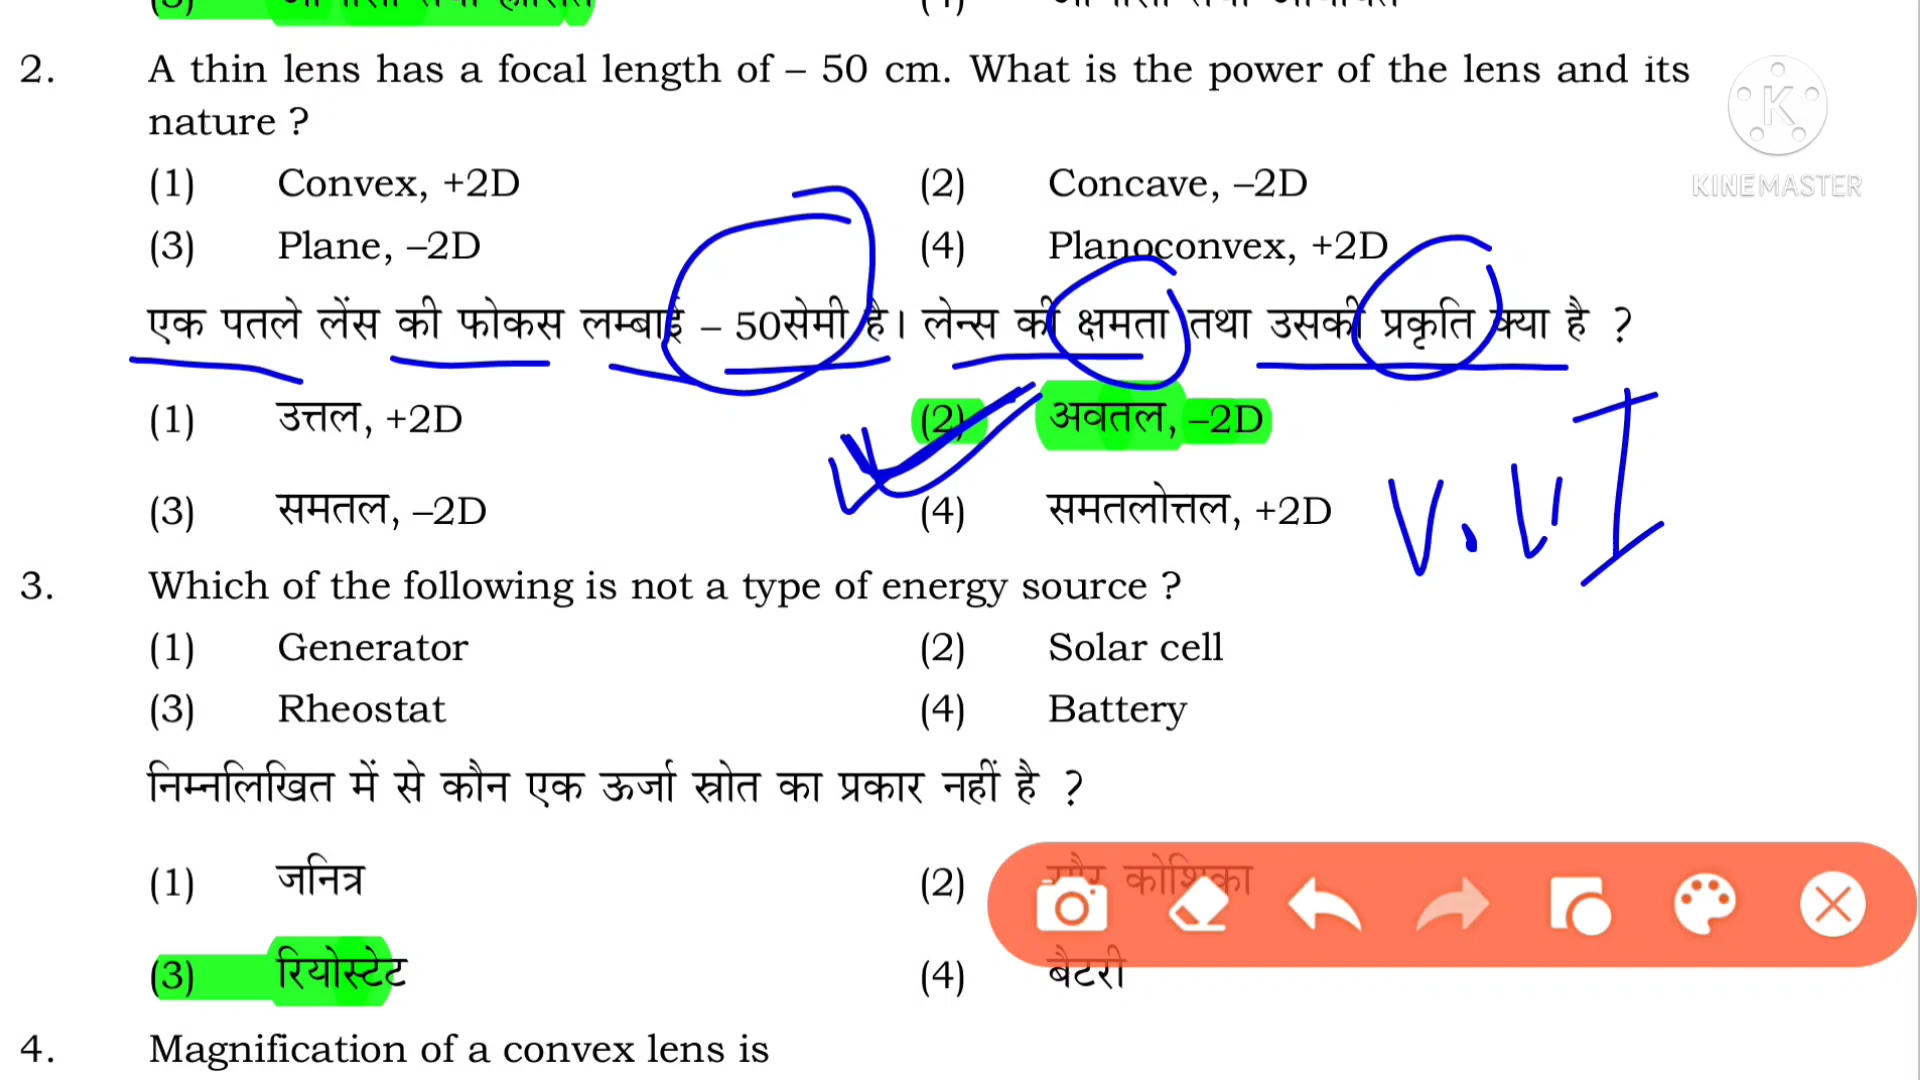 (3)
2. A thin lens has a focal length of – 50 cm. What is the power of the lens and its
nature ?
(1) Convex, +2D (2) Concave, –2D
(3) Plane, –2D (4) Planoconvex, +2D
एक पतले लेंस की फोकस लम्बाई – 50सेमी है। लेन्स की क्षमता तथा उसकी प्रकृति क्या है ?
(1) उत्तल, +2D (2) अवतल, –2D
(3) समतल, –2D (4) समतलोत्तल, +2D
V. V I
3. Which of the following is not a type of energy source ?
(1) Generator (2) Solar cell
(3) Rheostat (4) Battery
निम्नलिखित में से कौन एक ऊर्जा स्रोत का प्रकार नहीं है ?
(1) जनित्र (2) सौर कोशिका
(3) रियोस्टेट (4) बैटरी
4. Magnification of a convex lens is
K
KINEMASTER